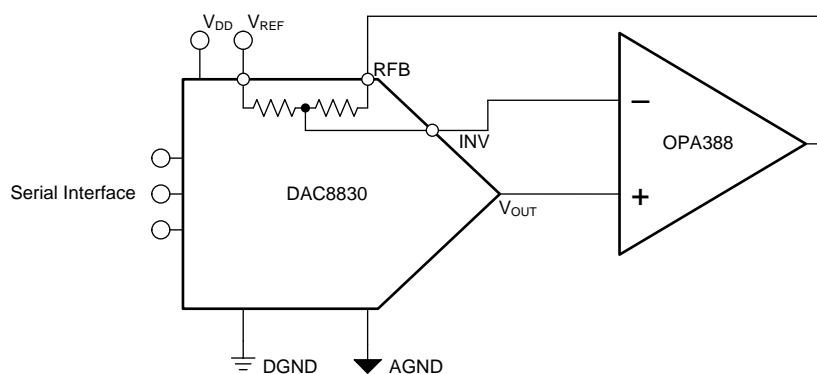 VDD
VREF
RFB
−
INV
OPA388
Serial Interface
DAC8830
VOUT
+
DGND
AGND